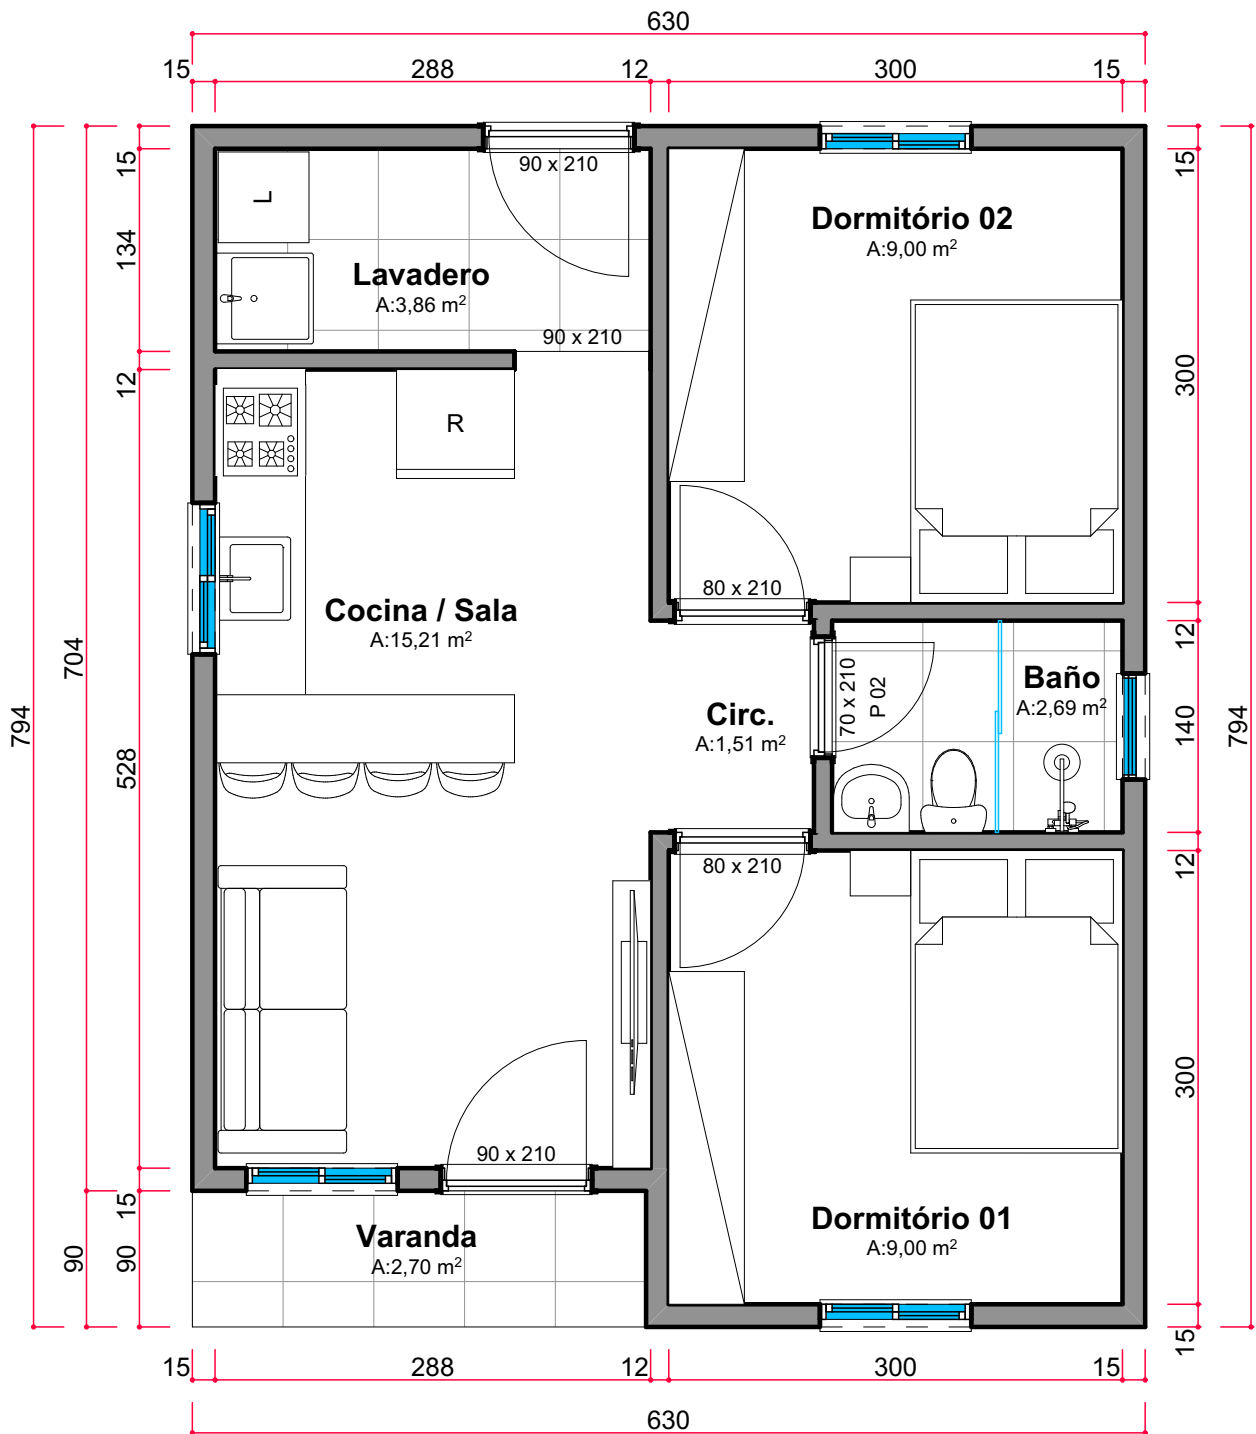 630
15 288 12 300 15
90 x 210
15
15
L
Dormitório 02
A:9,00 m²
134
Lavadero
A:3,86 m²
90 x 210
12
300
R
80 x 210
Cocina / Sala
A:15,21 m²
12
704
794
70 x 210
P 02
Baño
A:2,69 m²
Circ.
A:1,51 m²
140
794
528
80 x 210
12
300
90 x 210
15
Varanda
A:2,70 m²
Dormitório 01
A:9,00 m²
90
90
15
15 288 12 300 15
630